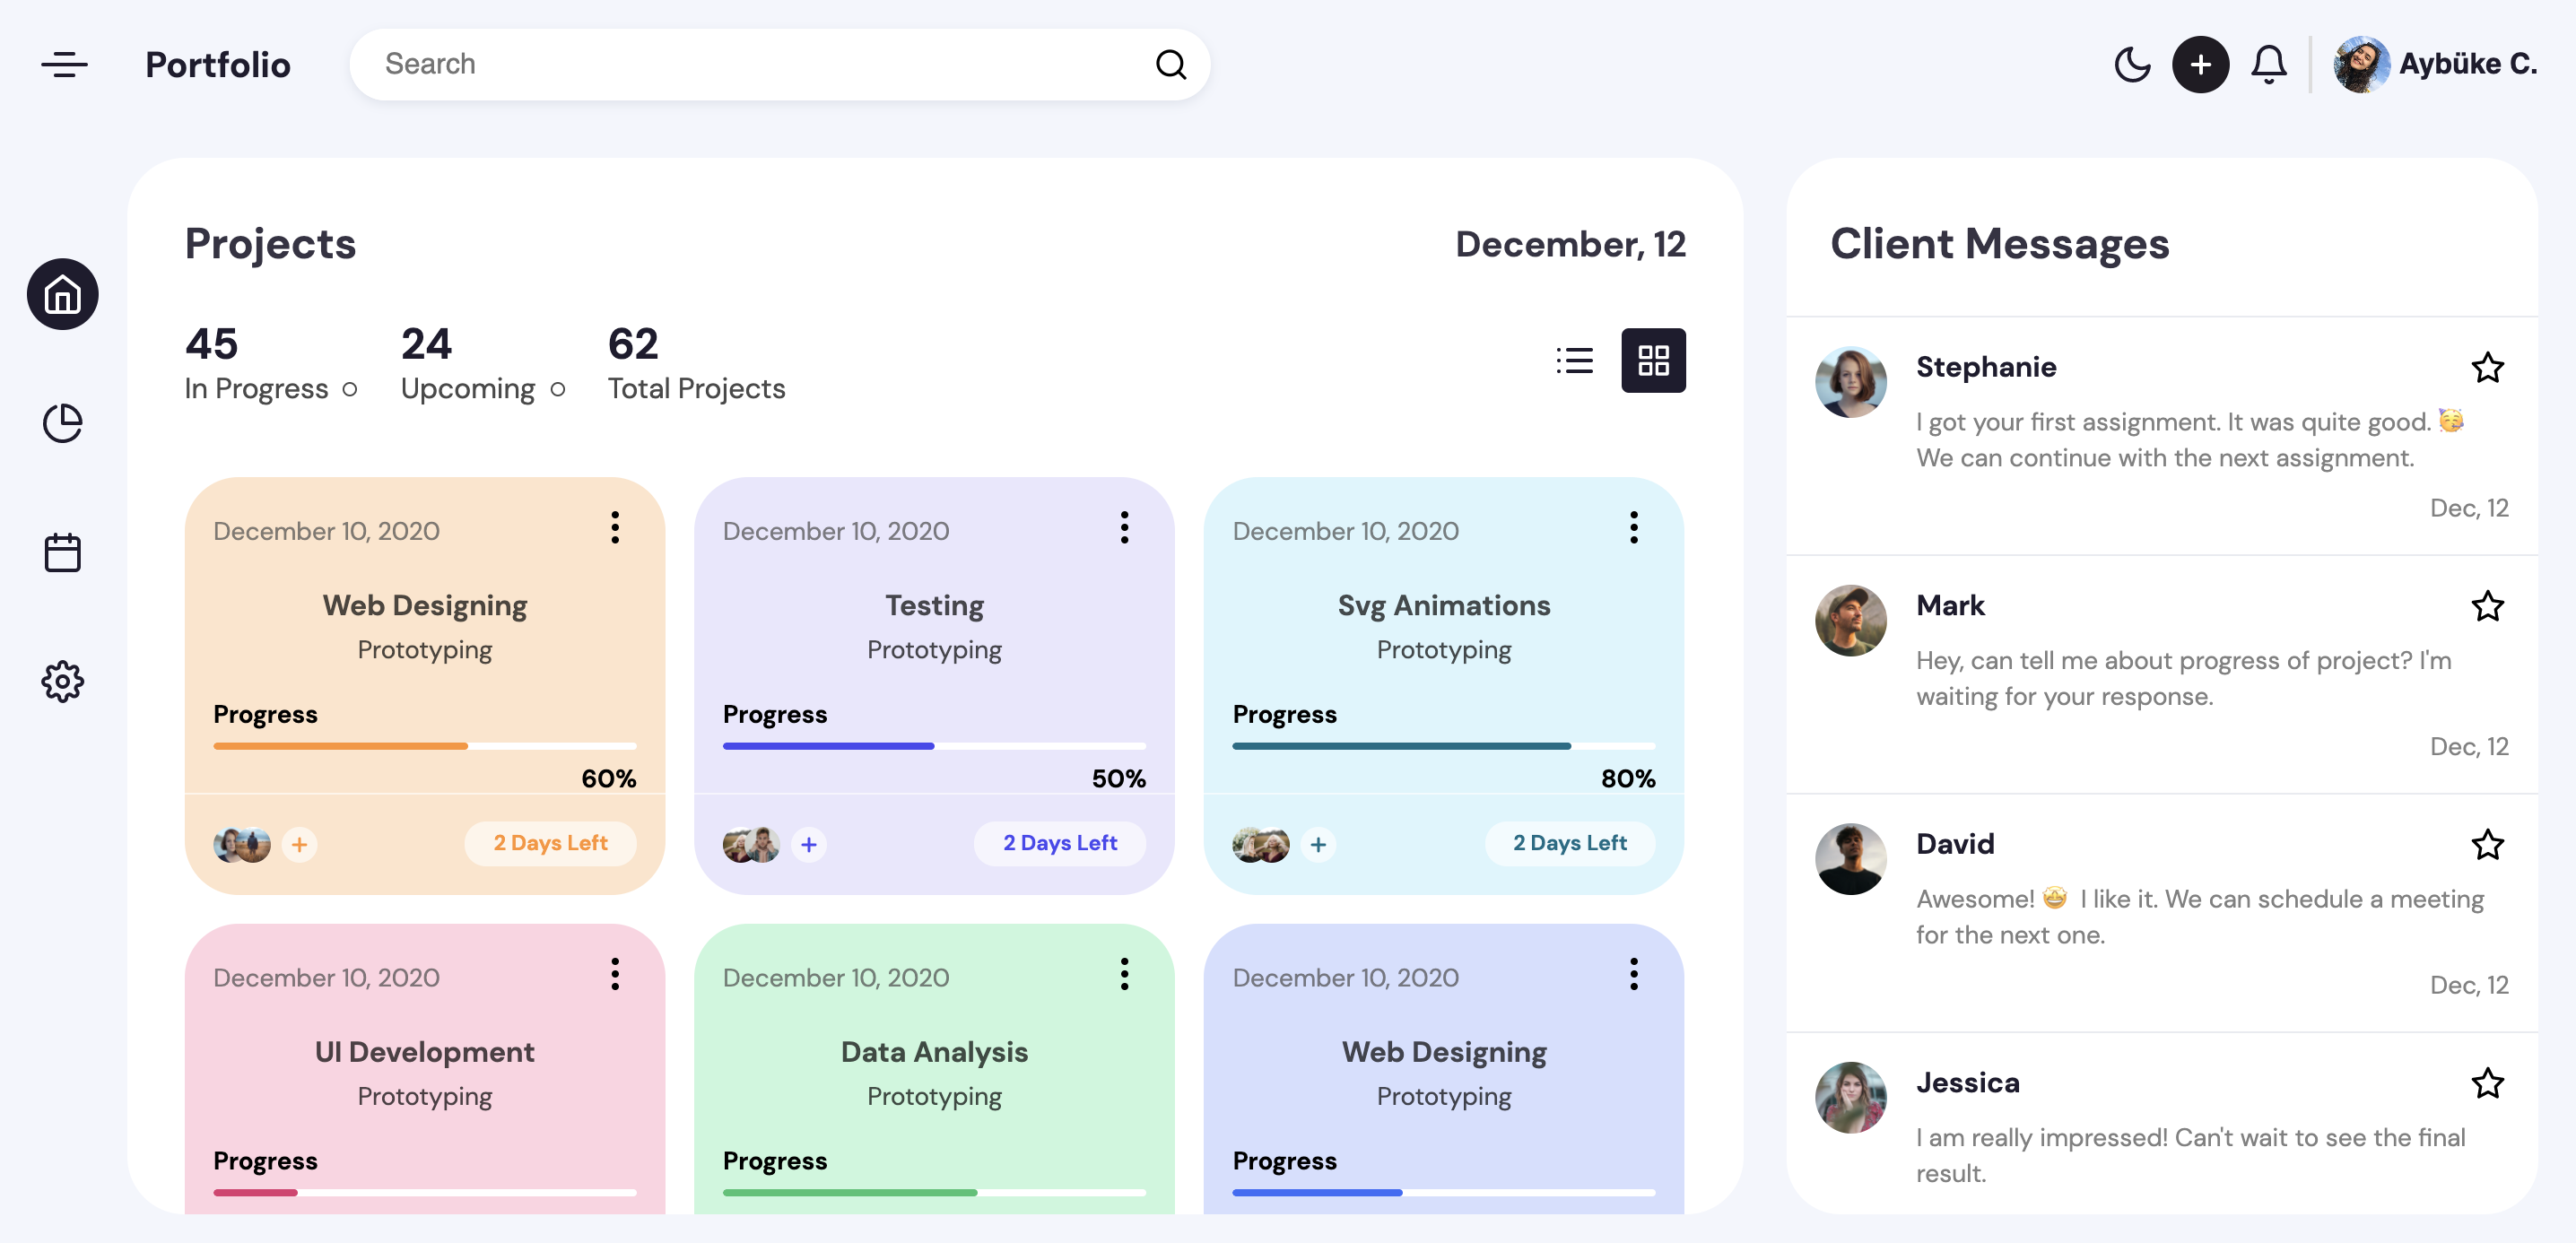 Portfolio
Search
Aybüke C.
Projects
December, 12
45
In Progress
24
Upcoming
62
Total Projects
December 10, 2020
Web Designing
Prototyping
Progress
60%
2 Days Left
December 10, 2020
Testing
Prototyping
Progress
50%
2 Days Left
December 10, 2020
Svg Animations
Prototyping
Progress
80%
2 Days Left
December 10, 2020
UI Development
Prototyping
Progress
December 10, 2020
Data Analysis
Prototyping
Progress
December 10, 2020
Web Designing
Prototyping
Progress
Client Messages
Stephanie
I got your first assignment. It was quite good. 🥳
We can continue with the next assignment.
Dec, 12
Mark
Hey, can tell me about progress of project? I'm
waiting for your response.
Dec, 12
David
Awesome! 🤩 I like it. We can schedule a meeting
for the next one.
Dec, 12
Jessica
I am really impressed! Can't wait to see the final
result.